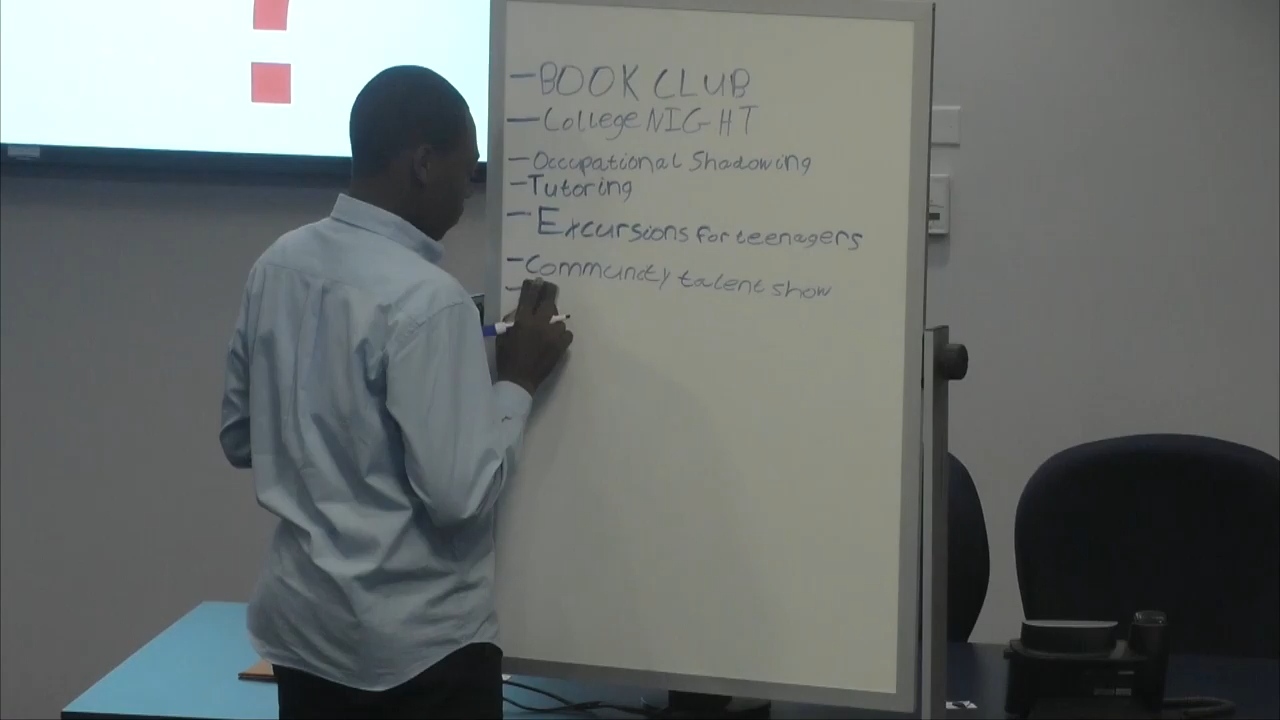 - BOOK CLUB
- College NIGHT
- Occupational Shadowing
- Tutoring
- Excursions for teenagers
- Community talent show
-